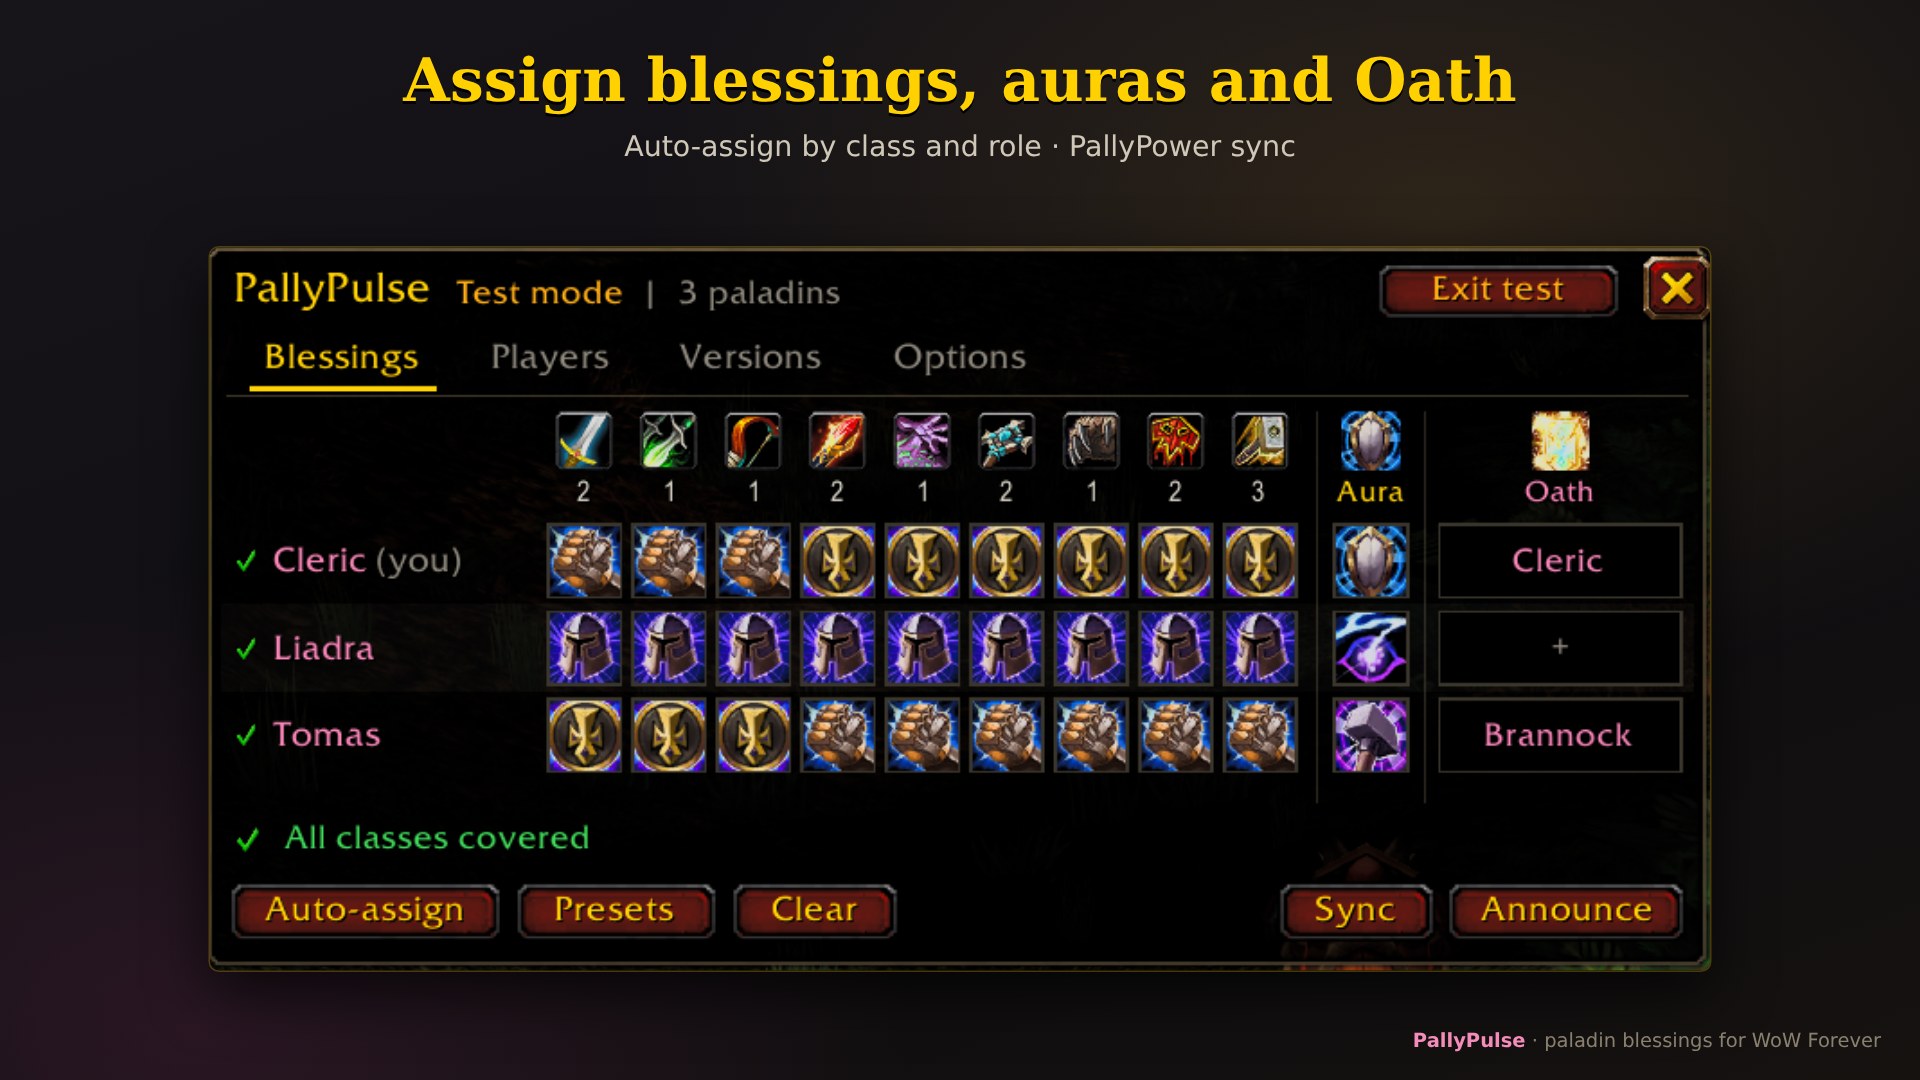 Assign blessings, auras and Oath
Auto-assign by class and role · PallyPower sync
PallyPulse Test mode | 3 paladins Exit test
Blessings Players Versions Options
2 1 1 2 1 2 1 2 3 Aura Oath
Cleric (you) Cleric
Liadra +
Tomas Brannock
All classes covered
Auto-assign Presets Clear Sync Announce
PallyPulse · paladin blessings for WoW Forever